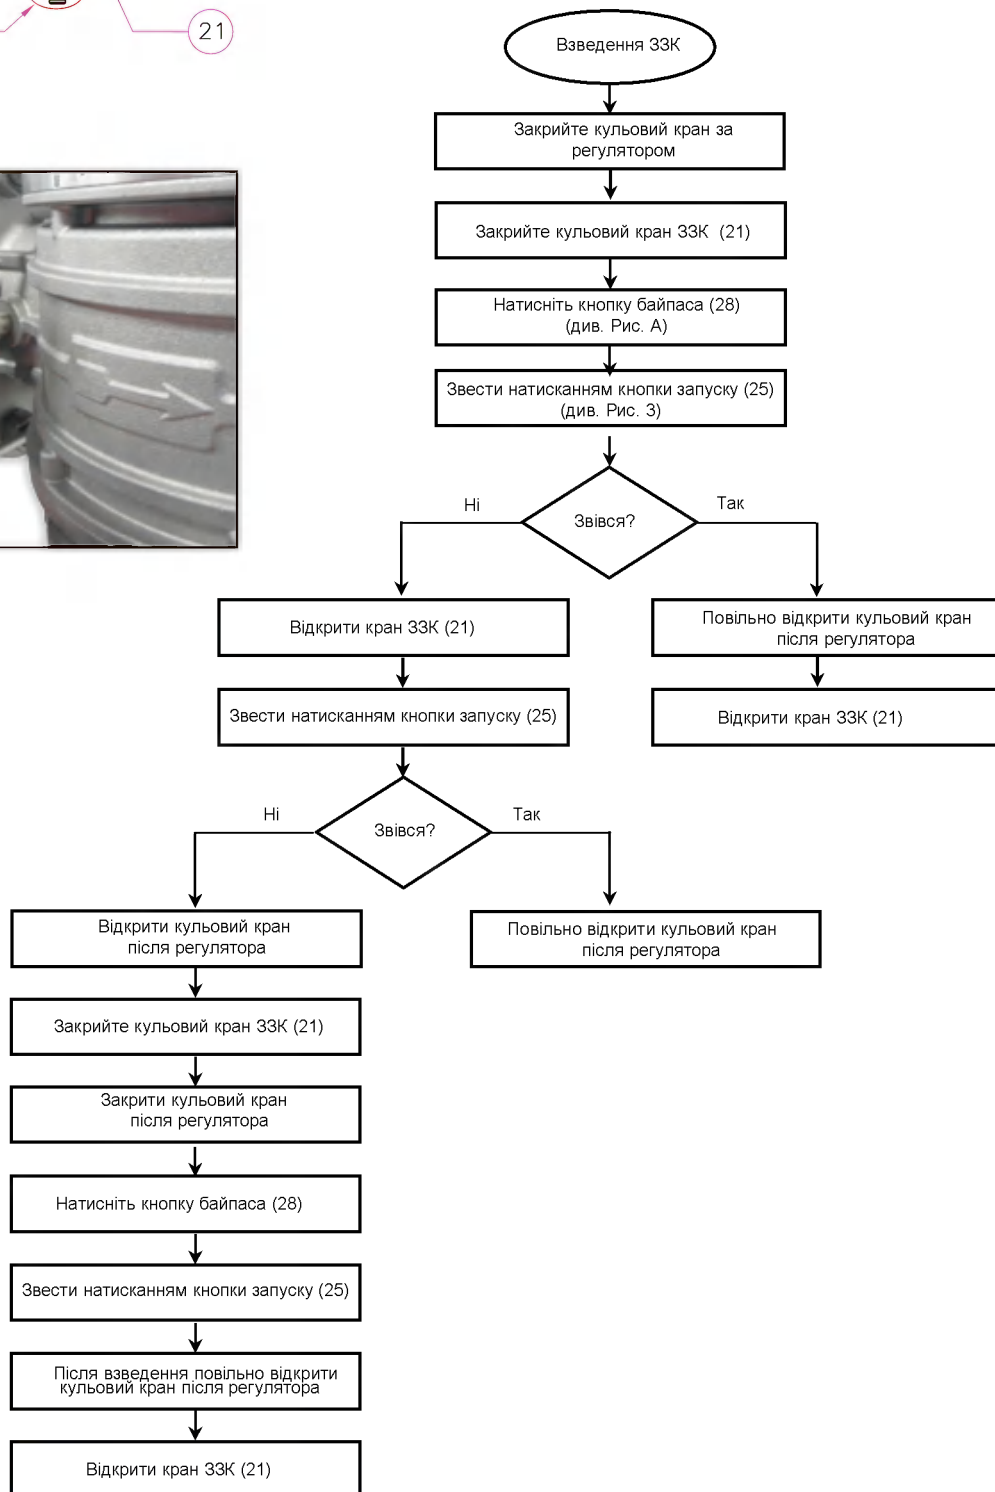 21
Взведення ЗЗК
Закрийте кульовий кран за
регулятором
Закрийте кульовий кран ЗЗК (21)
Натисніть кнопку байпаса (28)
(див. Рис. А)
Звести натисканням кнопки запуску (25)
(див. Рис. 3)
Звівся?
Ні
Так
Відкрити кран ЗЗК (21)
Звести натисканням кнопки запуску (25)
Повільно відкрити кульовий кран
після регулятора
Відкрити кран ЗЗК (21)
Звівся?
Ні
Так
Відкрити кульовий кран
після регулятора
Закрийте кульовий кран ЗЗК (21)
Закрити кульовий кран
після регулятора
Натисніть кнопку байпаса (28)
Звести натисканням кнопки запуску (25)
Після взведення повільно відкрити
кульовий кран після регулятора
Відкрити кран ЗЗК (21)
Повільно відкрити кульовий кран
після регулятора